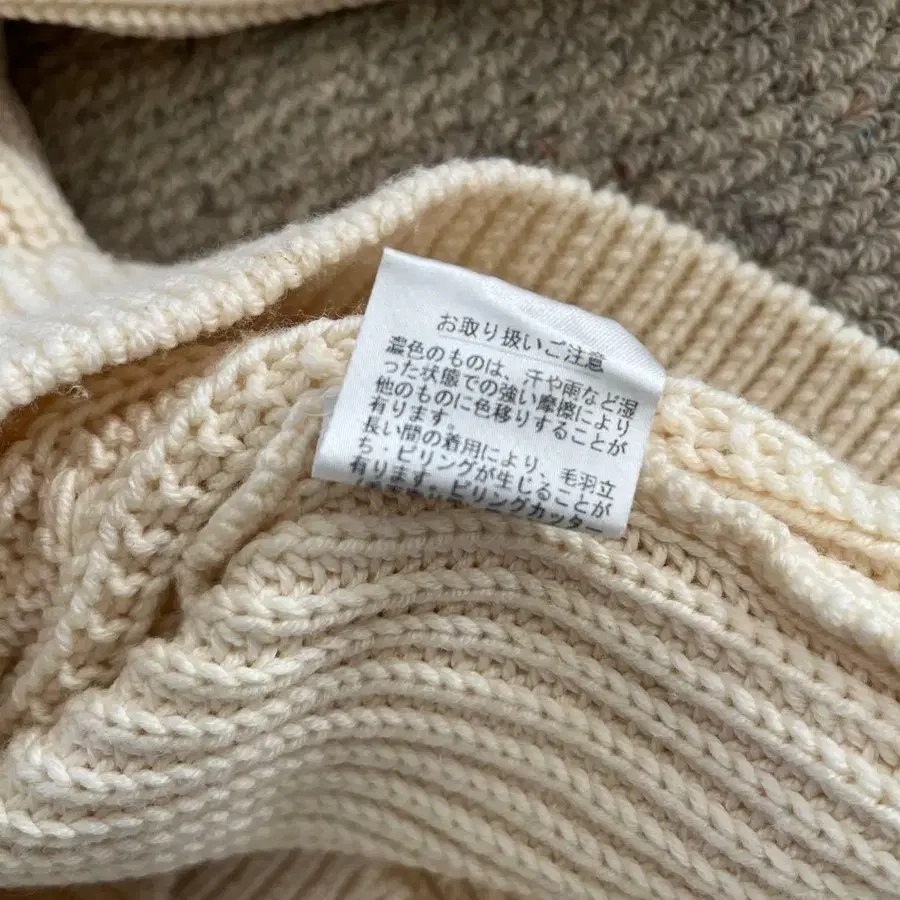 お取り扱いご注意
濃色のものは、汗や雨など湿
った状態での強い摩擦により
他のものに色移りすることが
有ります。
長い間の着用により、毛羽立
ち・ピリングが生じることが
有ります。ピリングカッター